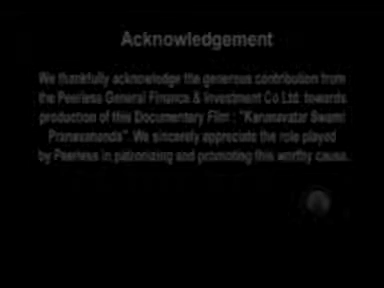 Acknowledgement
We thankfully acknowledge the generous contribution from
the Peerless General Finance & Investment Co Ltd. towards
production of this Documentary Film : "Karunavatar Swami
Pranavananda". We sincerely appreciate the role played
by Peerless in patronizing and promoting this worthy cause.